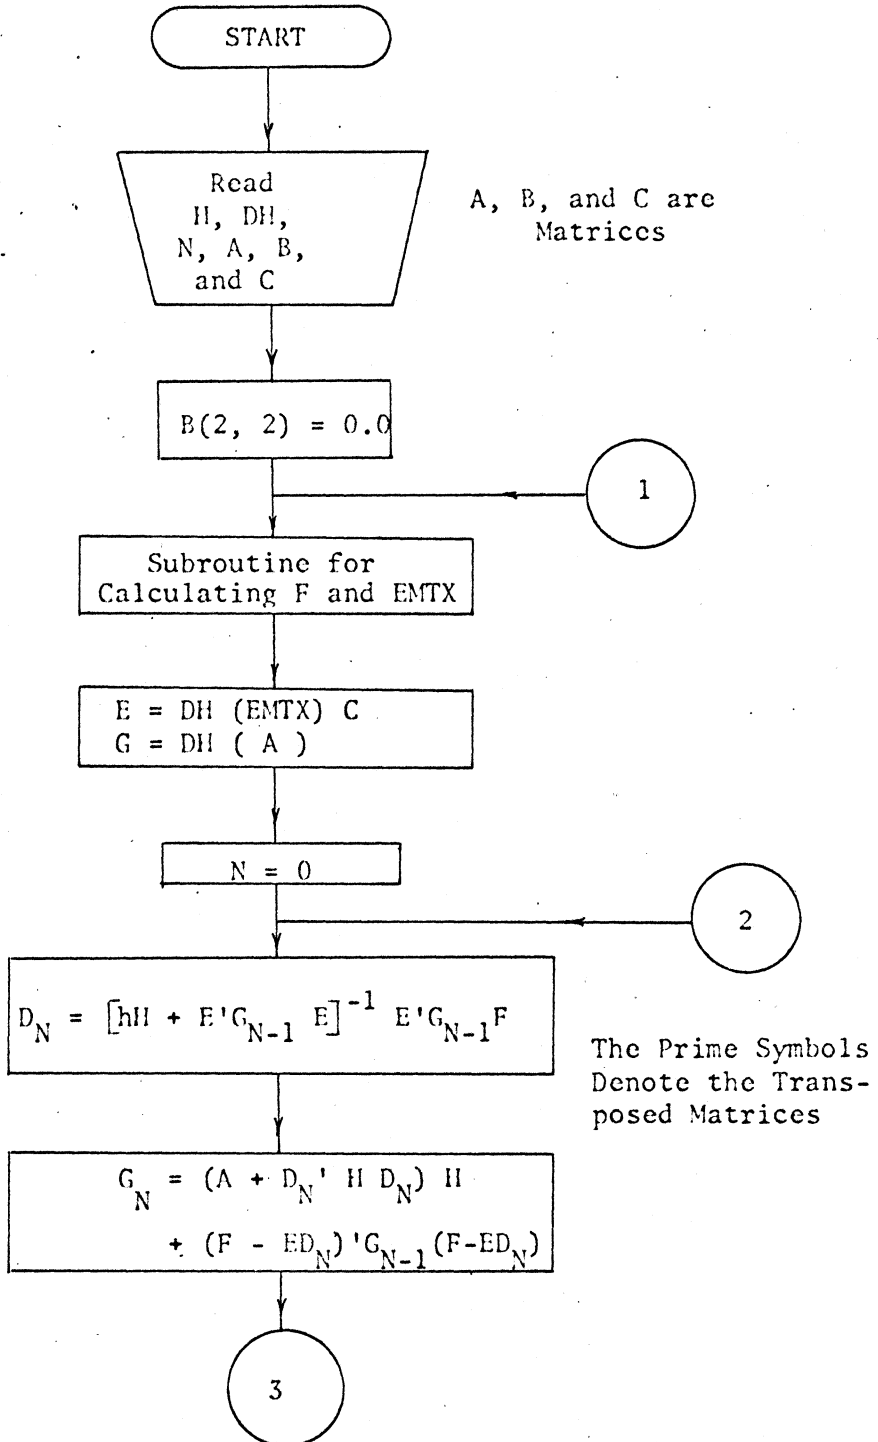 START
Read
H, DH,
N, A, B,
and C
A, B, and C are
Matrices
B(2, 2) = 0.0
1
Subroutine for
Calculating F and EMTX
E = DH (EMTX) C
G = DH ( A )
N = 0
2
D_N = [hH + E'G_{N-1} E]^{-1} E'G_{N-1}F
The Prime Symbols
Denote the Trans-
posed Matrices
G_N = (A + D_N' H D_N) H
+ (F - ED_N)'G_{N-1}(F-ED_N)
3